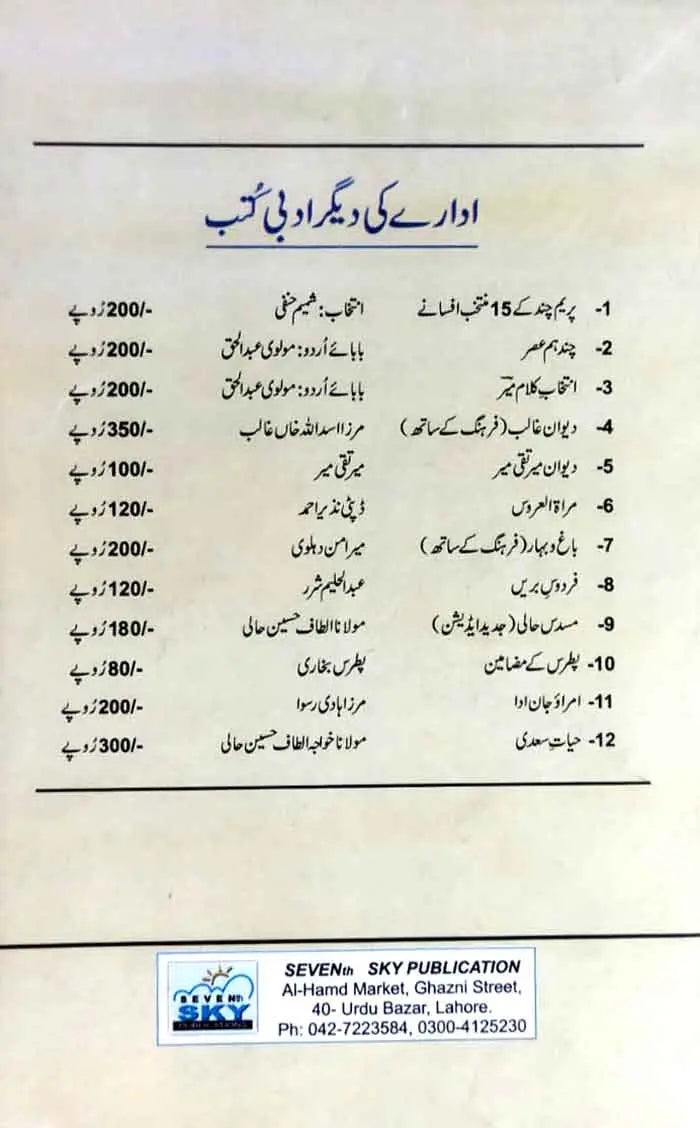 ادارے کی دیگر ادبی کُتب
1- پریم چند کے 15 منتخب افسانے انتخاب: شمیم حنفی 200/- رُوپے
2- چند ہم عصر بابائے اُردو: مولوی عبدالحق 200/- رُوپے
3- انتخاب کلام میرؔ بابائے اُردو: مولوی عبدالحق 200/- رُوپے
4- دیوان غالب (فرہنگ کے ساتھ) مرزا اسد اللہ خاں غالب 350/- رُوپے
5- دیوان میر تقی میر میر تقی میر 100/- رُوپے
6- مراۃ العروس ڈپٹی نذیر احمد 120/- رُوپے
7- باغ و بہار (فرہنگ کے ساتھ) میر امن دہلوی 200/- رُوپے
8- فردوسِ بریں عبدالحلیم شرر 120/- رُوپے
9- مسدس حالی (جدید ایڈیشن) مولانا الطاف حسین حالی 180/- رُوپے
10- پطرس کے مضامین پطرس بخاری 80/- رُوپے
11- امراؤ جان ادا مرزا ہادی رسوا 200/- رُوپے
12- حیاتِ سعدی مولانا خواجہ الطاف حسین حالی 300/- رُوپے
SEVENth
SKY
PUBLICATIONS
SEVENth SKY PUBLICATION
Al-Hamd Market, Ghazni Street,
40- Urdu Bazar, Lahore.
Ph: 042-7223584, 0300-4125230